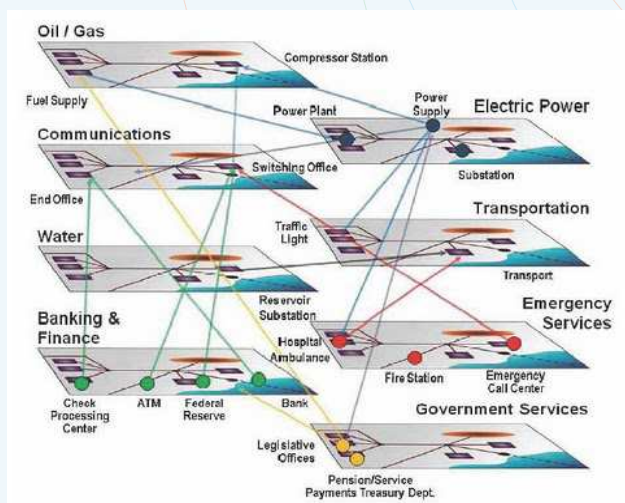 Oil / Gas
Compressor Station
Fuel Supply
Power Plant
Power
Supply
Electric Power
Substation
Communications
Switching Office
End Office
Transportation
Traffic
Light
Transport
Water
Reservoir
Substation
Emergency
Services
Hospital
Ambulance
Fire Station
Emergency
Call Center
Banking &
Finance
Check
Processing
Center
ATM
Federal
Reserve
Bank
Government Services
Legislative
Offices
Pension/Service
Payments Treasury Dept.